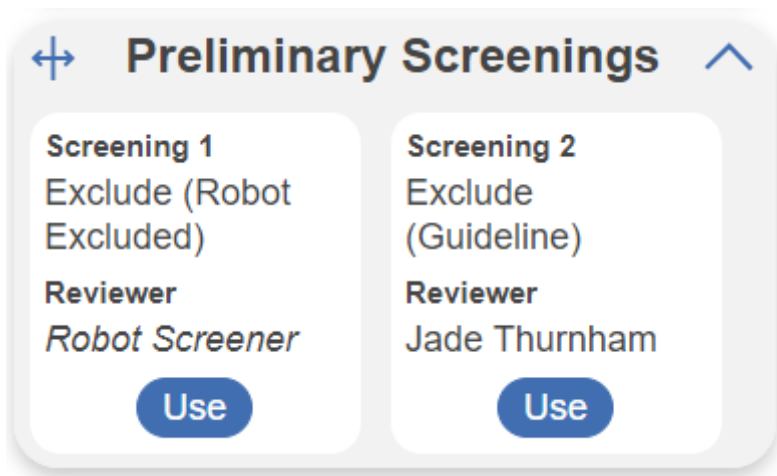 Preliminary Screenings
Screening 1
Exclude (Robot
Excluded)
Reviewer
Robot Screener
Use
Screening 2
Exclude
(Guideline)
Reviewer
Jade Thurnham
Use